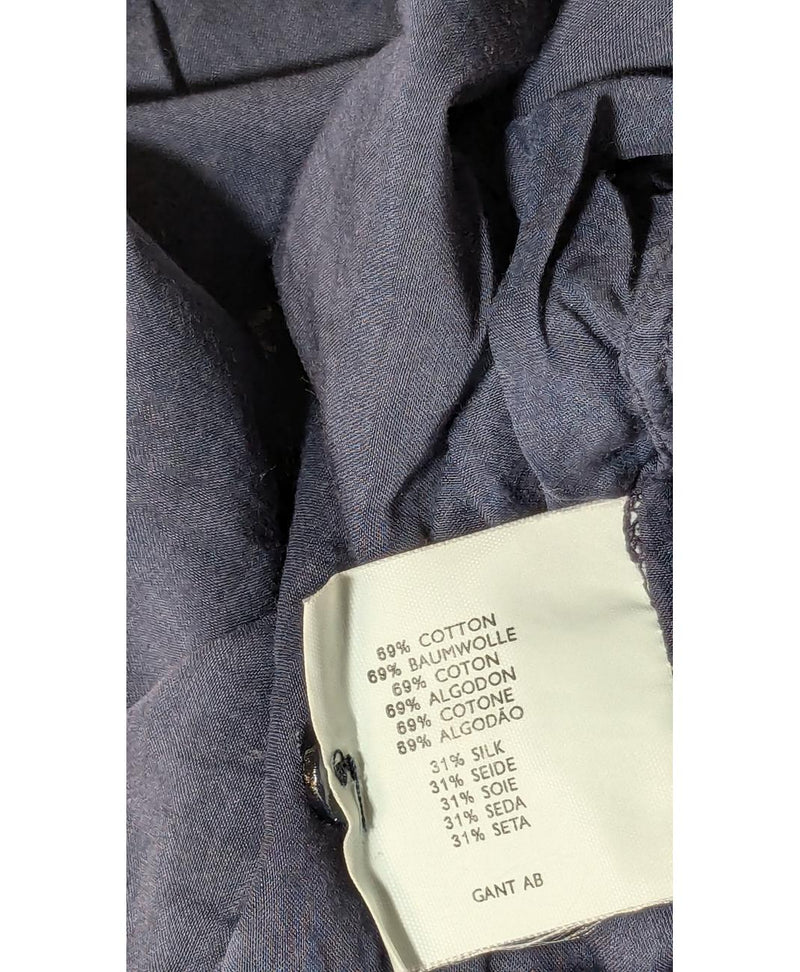 69% COTTON
69% BAUMWOLLE
69% COTON
69% ALGODON
69% COTONE
69% ALGODÃO
31% SILK
31% SEIDE
31% SOIE
31% SEDA
31% SETA
GANT AB